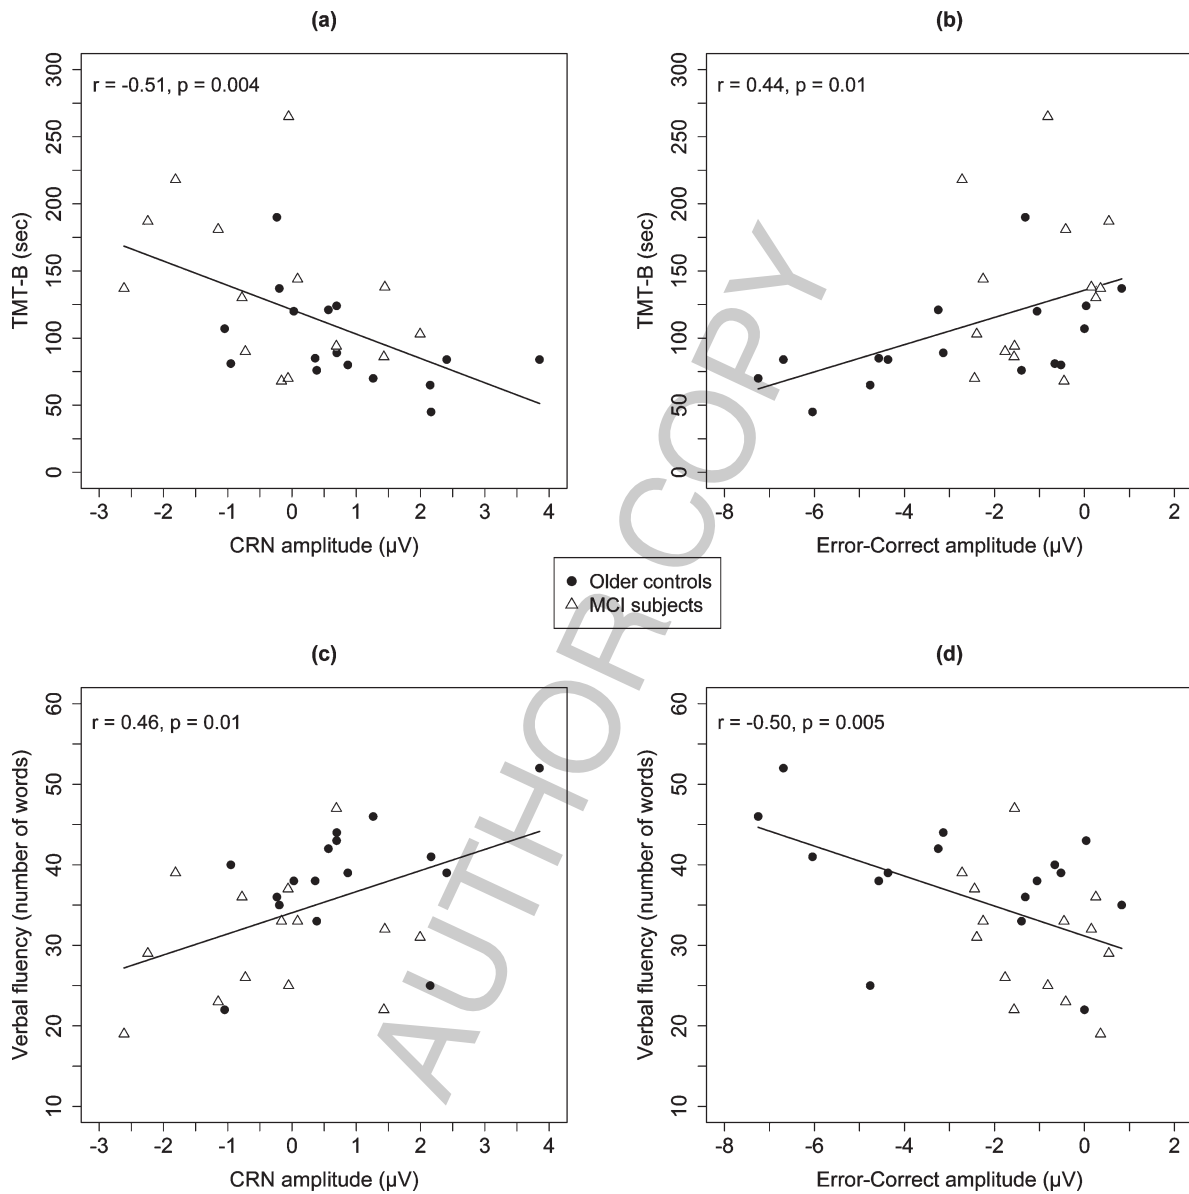 (a)
r = -0.51, p = 0.004
TMT-B (sec)
300
250
200
150
100
50
0
-3 -2 -1 0 1 2 3 4
CRN amplitude (μV)
(b)
r = 0.44, p = 0.01
TMT-B (sec)
300
250
200
150
100
50
0
-8 -6 -4 -2 0 2
Error-Correct amplitude (μV)
Older controls
MCI subjects
(c)
r = 0.46, p = 0.01
Verbal fluency (number of words)
60
50
40
30
20
10
-3 -2 -1 0 1 2 3 4
CRN amplitude (μV)
(d)
r = -0.50, p = 0.005
Verbal fluency (number of words)
60
50
40
30
20
10
-8 -6 -4 -2 0 2
Error-Correct amplitude (μV)
AUTHOR COPY